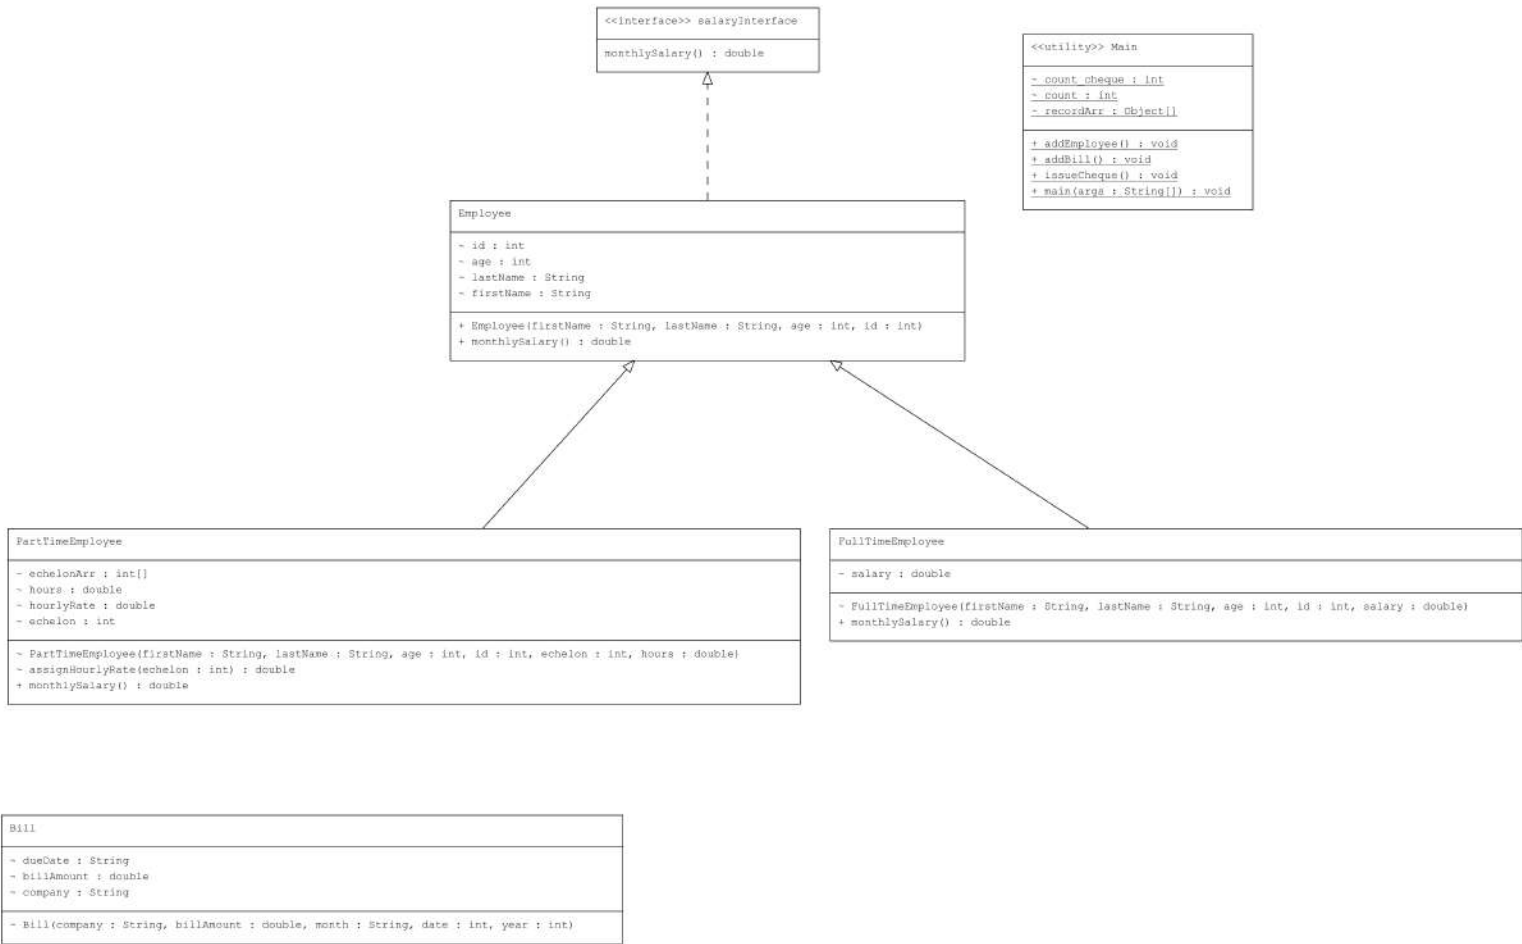 <<interface>> salaryInterface
monthlySalary() : double
<<utility>> Main
~ count_cheque : int
~ count : int
~ recordArr : Object[]
+ addEmployee() : void
+ addBill() : void
+ issueCheque() : void
+ main(args : String[]) : void
Employee
~ id : int
~ age : int
~ lastName : String
~ firstName : String
+ Employee(firstName : String, lastName : String, age : int, id : int)
+ monthlySalary() : double
PartTimeEmployee
~ echelonArr : int[]
~ hours : double
~ hourlyRate : double
~ echelon : int
~ PartTimeEmployee(firstName : String, lastName : String, age : int, id : int, echelon : int, hours : double)
~ assignHourlyRate(echelon : int) : double
+ monthlySalary() : double
FullTimeEmployee
~ salary : double
~ FullTimeEmployee(firstName : String, lastName : String, age : int, id : int, salary : double)
+ monthlySalary() : double
Bill
~ dueDate : String
~ billAmount : double
~ company : String
~ Bill(company : String, billAmount : double, month : String, date : int, year : int)